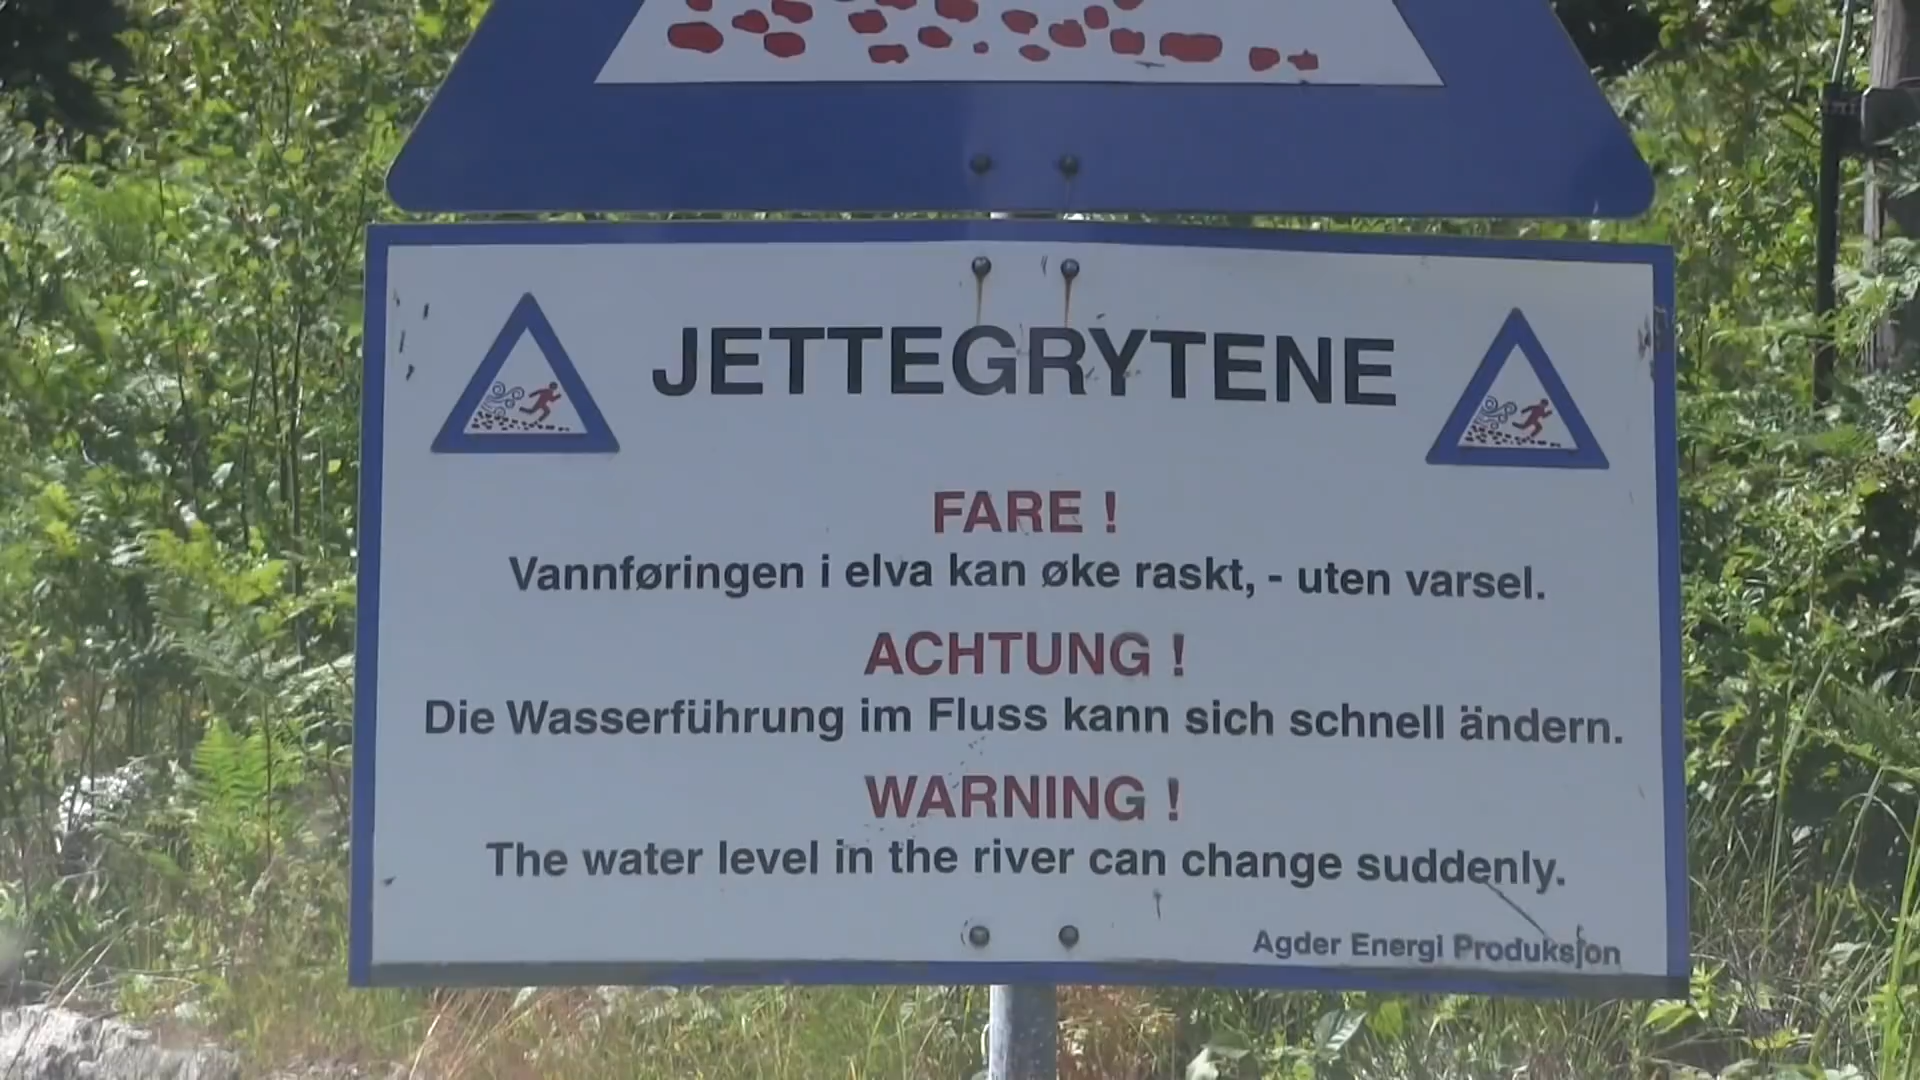 JETTEGRYTENE
FARE !
Vannføringen i elva kan øke raskt, - uten varsel.
ACHTUNG !
Die Wasserführung im Fluss kann sich schnell ändern.
WARNING !
The water level in the river can change suddenly.
Agder Energi Produksjon